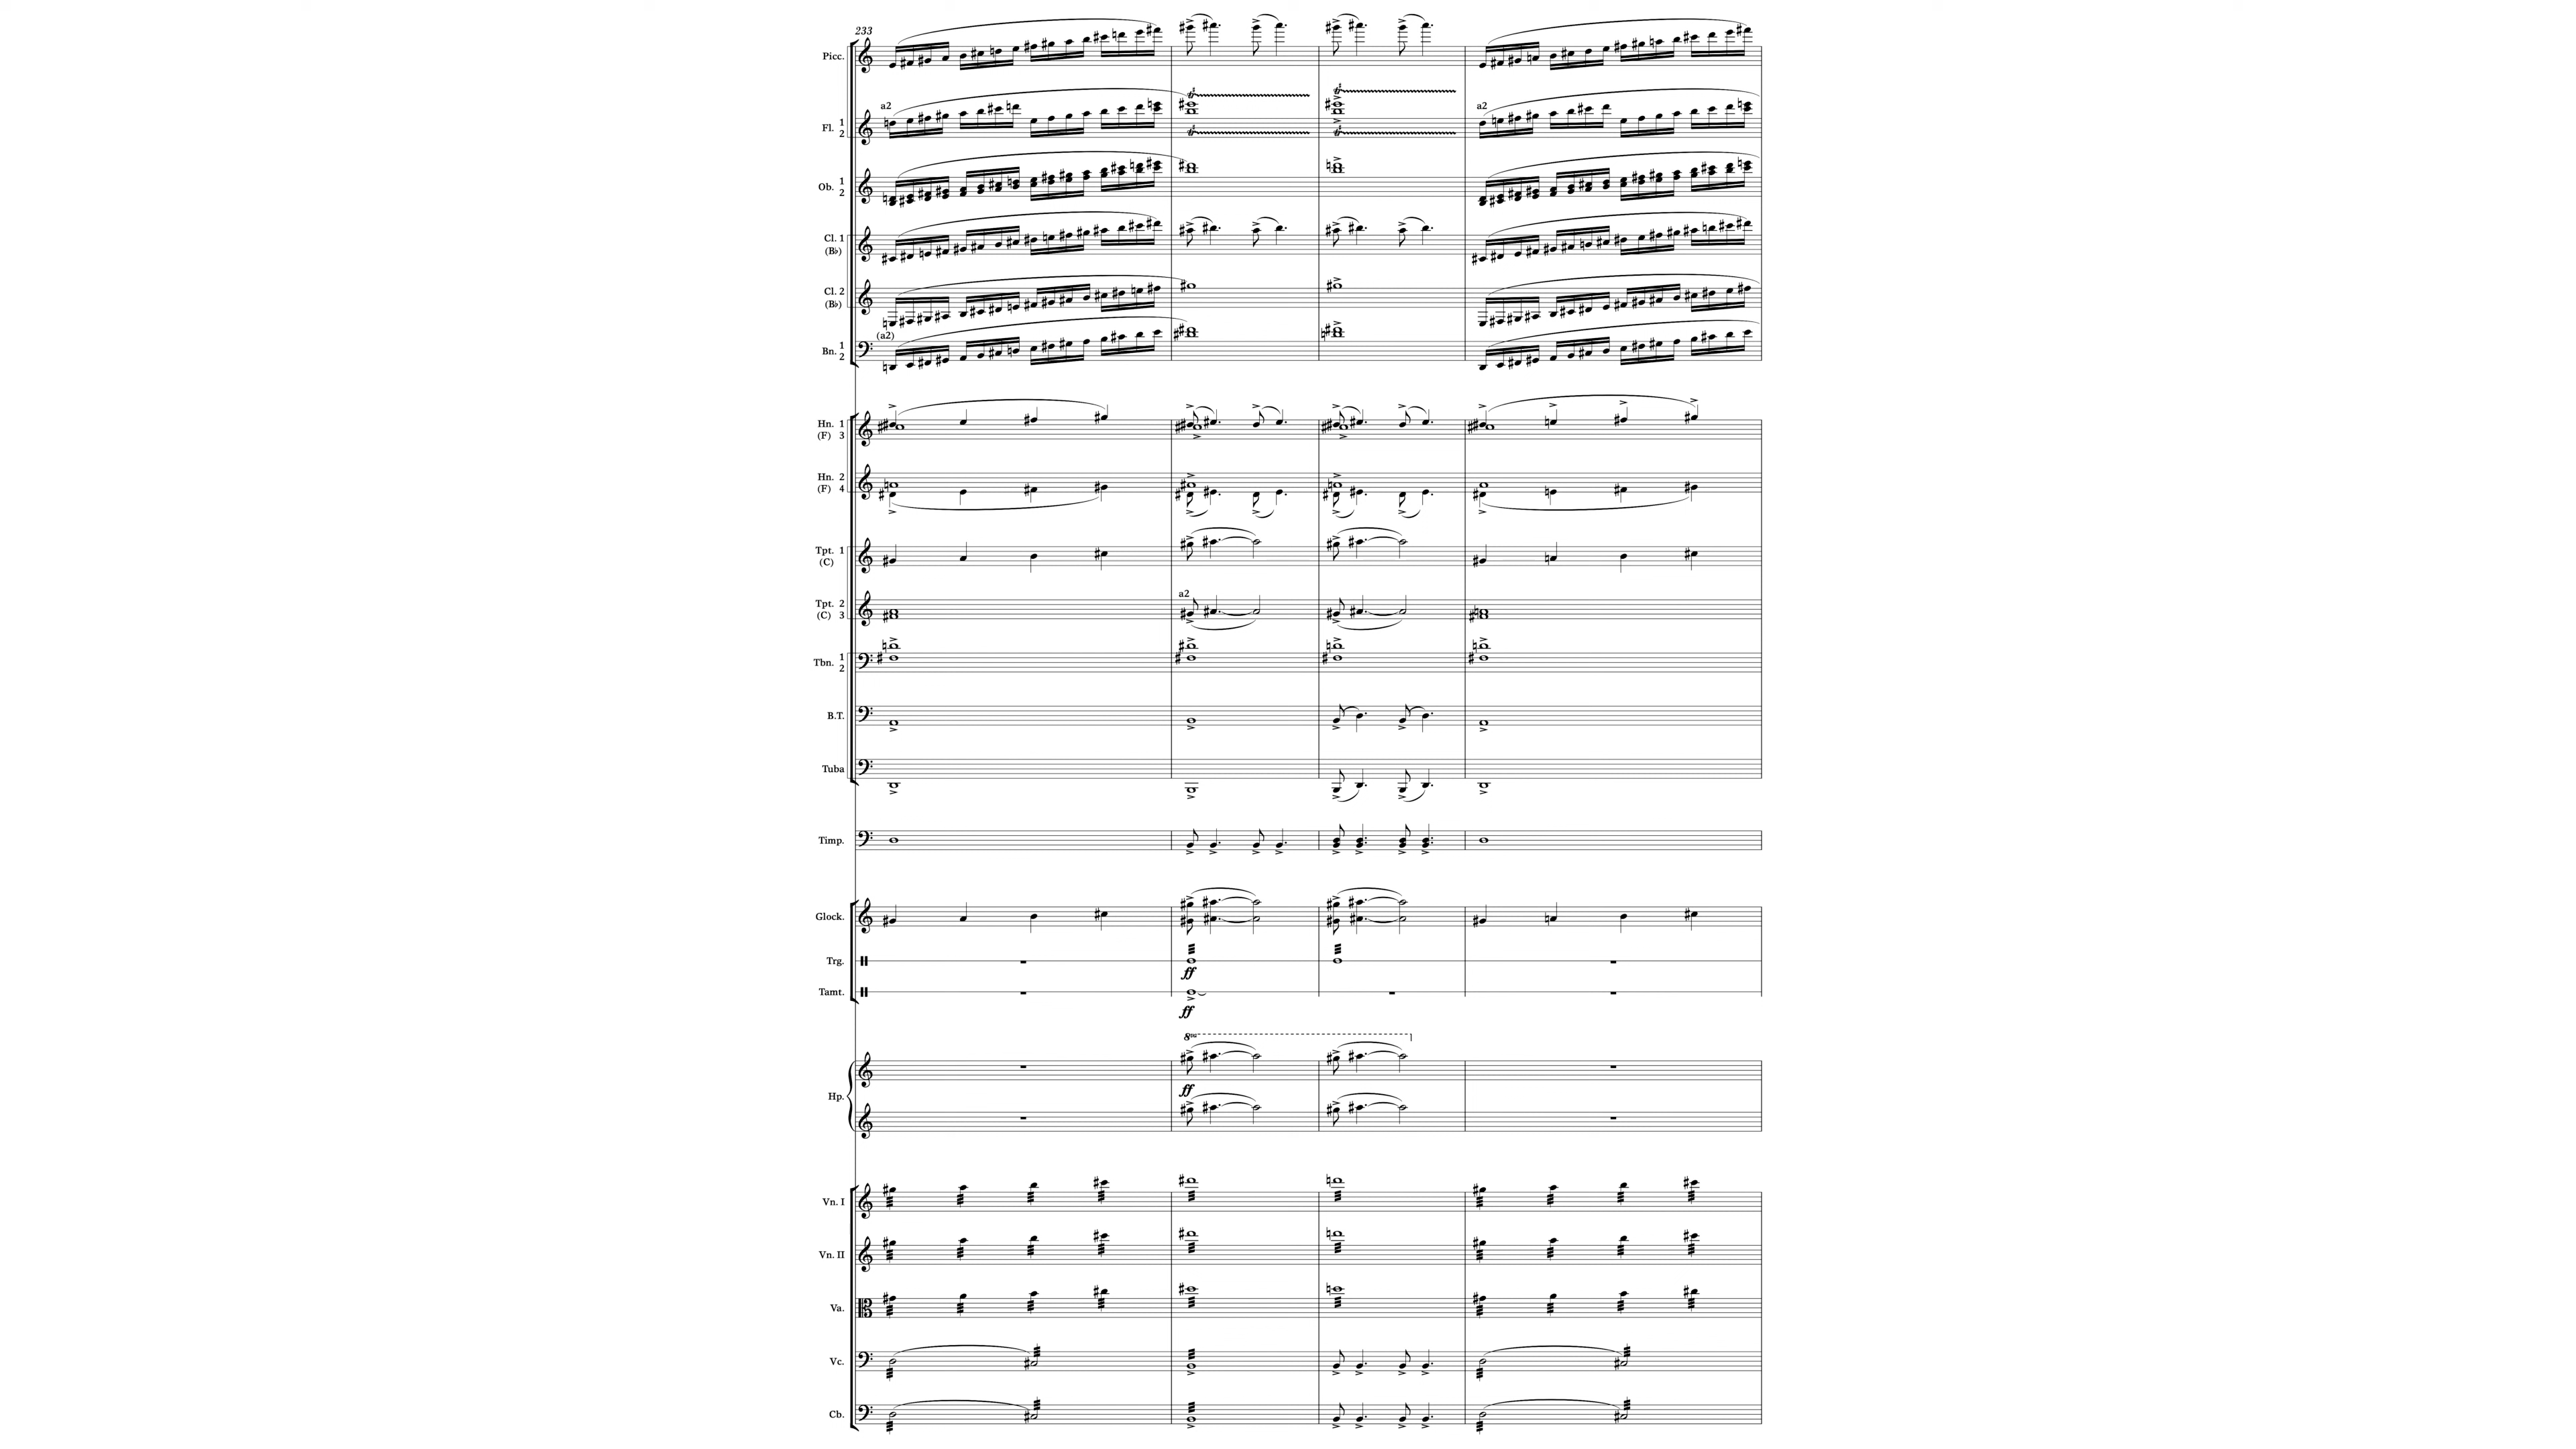 233
Picc.
a2 a2
Fl. 1
2
Ob. 1
2
Cl. 1
(B♭)
Cl. 2
(B♭)
(a2)
Bn. 1
2
Hn. 1
(F) 3
Hn. 2
(F) 4
Tpt. 1
(C)
a2
Tpt. 2
(C) 3
Tbn. 1
2
B.T.
Tuba
Timp.
Glock.
Trg.
ff
Tamt.
ff
8va
ff
Hp.
Vn. I
Vn. II
Va.
Vc.
Cb.